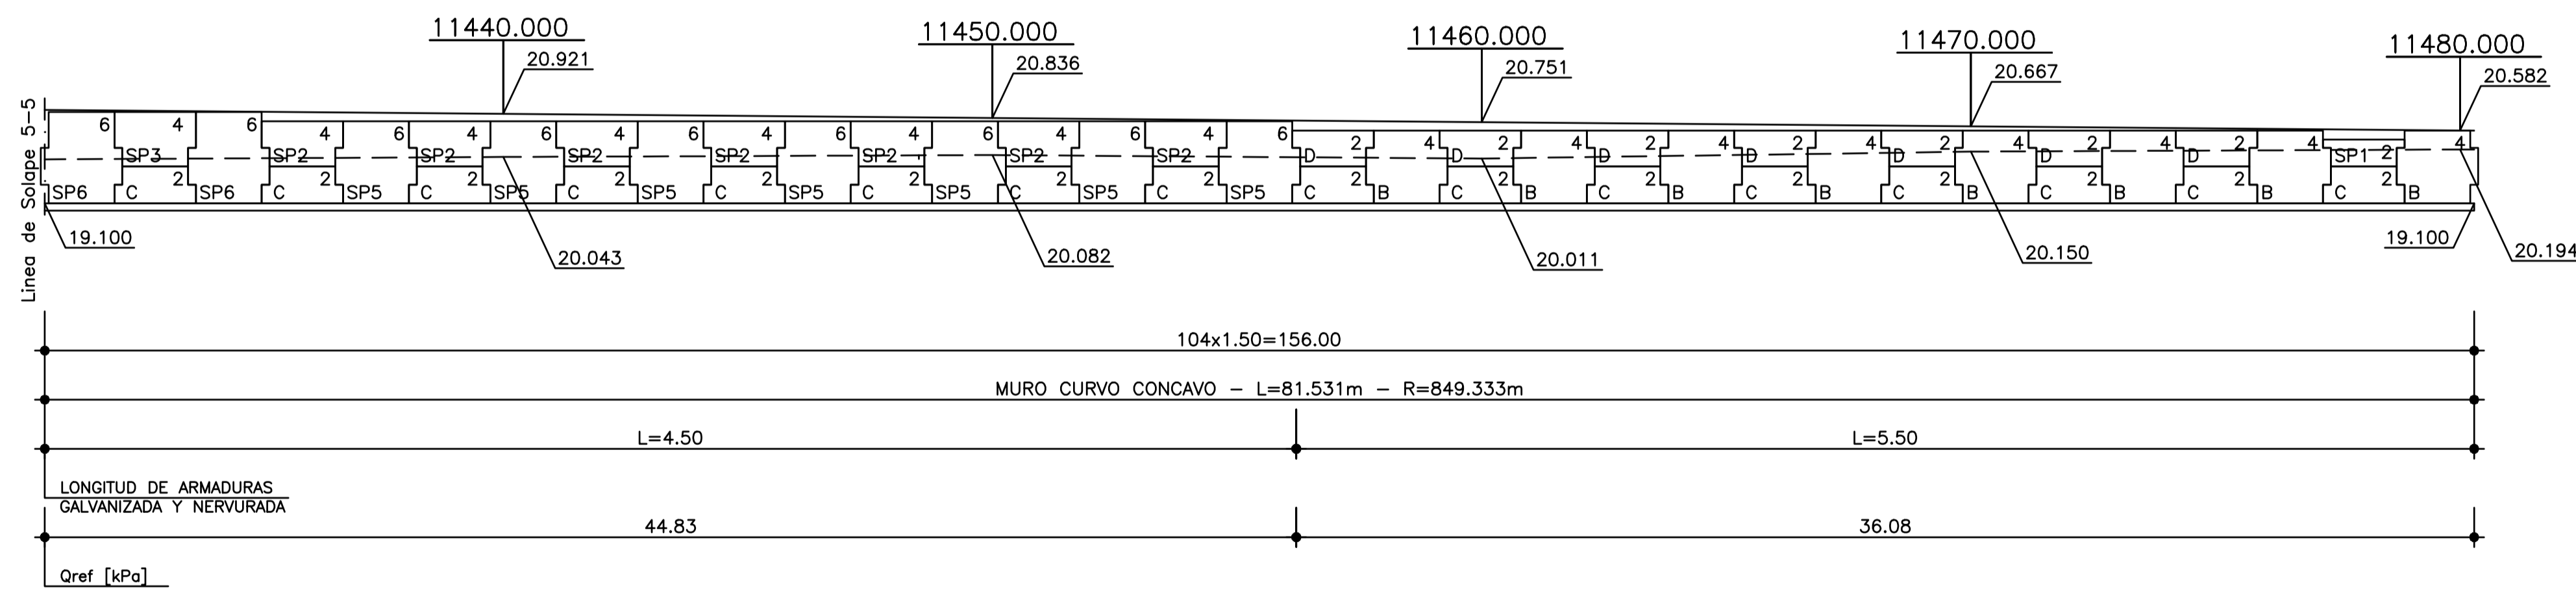 11440.000 11450.000 11460.000 11470.000 11480.000
20.921 20.836 20.751 20.667 20.582
Linea de Solape 5-5
6 4 6 4 6 4 6 4 6 4 6 4 6 4 6 4 6 2 4 2 4 2 4 2 4 2 4 2 4 2 4 2 4
SP3 SP2 SP2 SP2 SP2 SP2 SP2 SP2 D D D D D D D SP1
2 2 2 2 2 2 2 2 2 2 2 2 2 2 2 2
SP6 C SP6 C SP5 C SP5 C SP5 C SP5 C SP5 C SP5 C SP5 C B C B C B C B C B C B C B C B
19.100 20.043 20.082 20.011 20.150 19.100 20.194
104x1.50=156.00
MURO CURVO CONCAVO – L=81.531m – R=849.333m
L=4.50 L=5.50
LONGITUD DE ARMADURAS
GALVANIZADA Y NERVURADA
44.83 36.08
Qref [kPa]